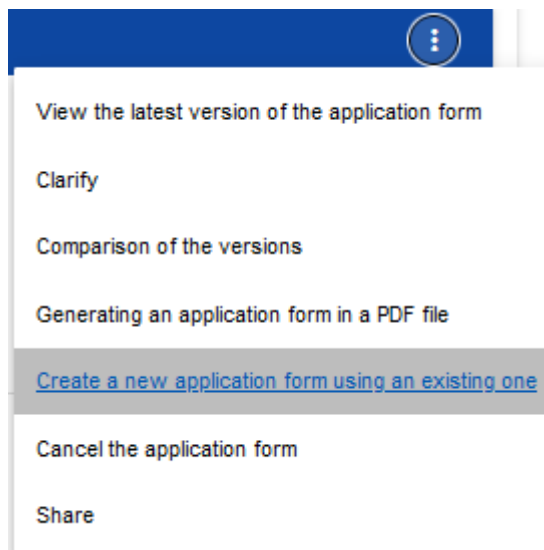 View the latest version of the application form
Clarify
Comparison of the versions
Generating an application form in a PDF file
Create a new application form using an existing one
Cancel the application form
Share